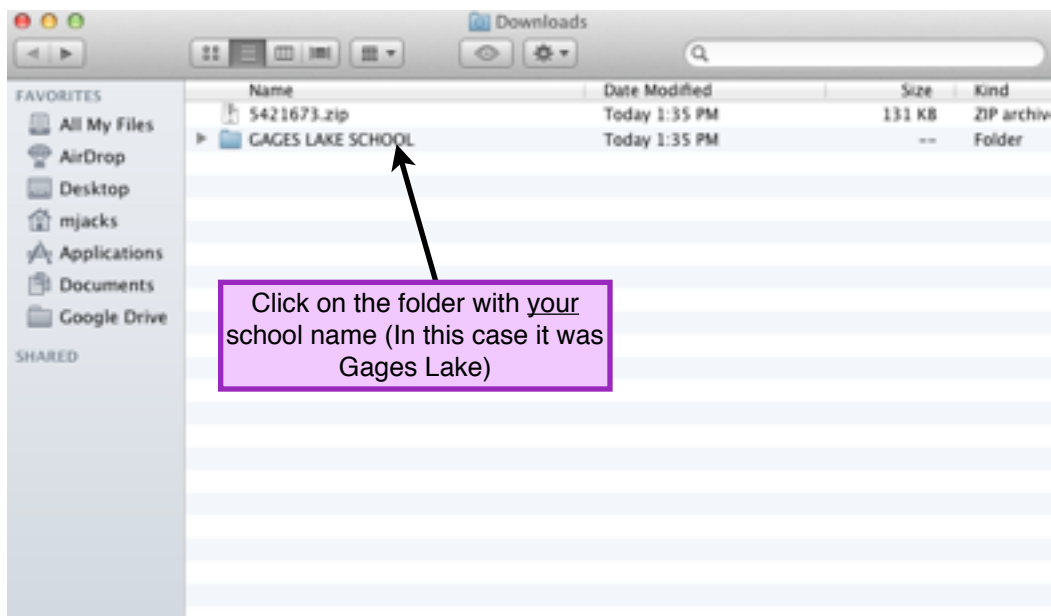 Downloads
FAVORITES
All My Files
AirDrop
Desktop
mjacks
Applications
Documents
Google Drive
SHARED
Name Date Modified Size Kind
5421673.zip Today 1:35 PM 131 KB ZIP archiv
GAGES LAKE SCHOOL Today 1:35 PM -- Folder
Click on the folder with your
school name (In this case it was
Gages Lake)